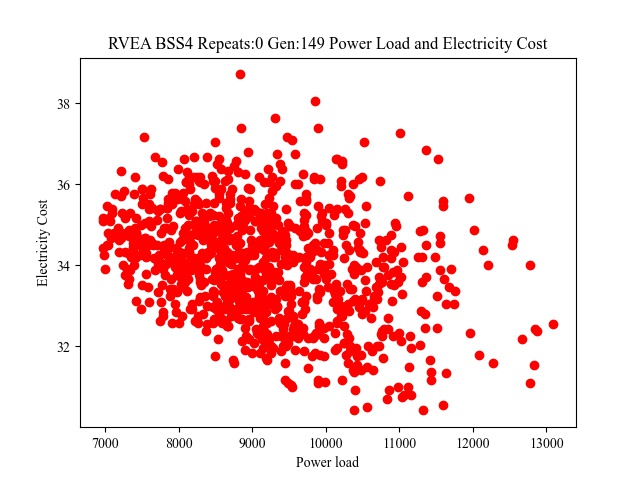 RVEA BSS4 Repeats:0 Gen:149 Power Load and Electricity Cost
38
36
34
32
Electricity Cost
7000 8000 9000 10000 11000 12000 13000
Power load